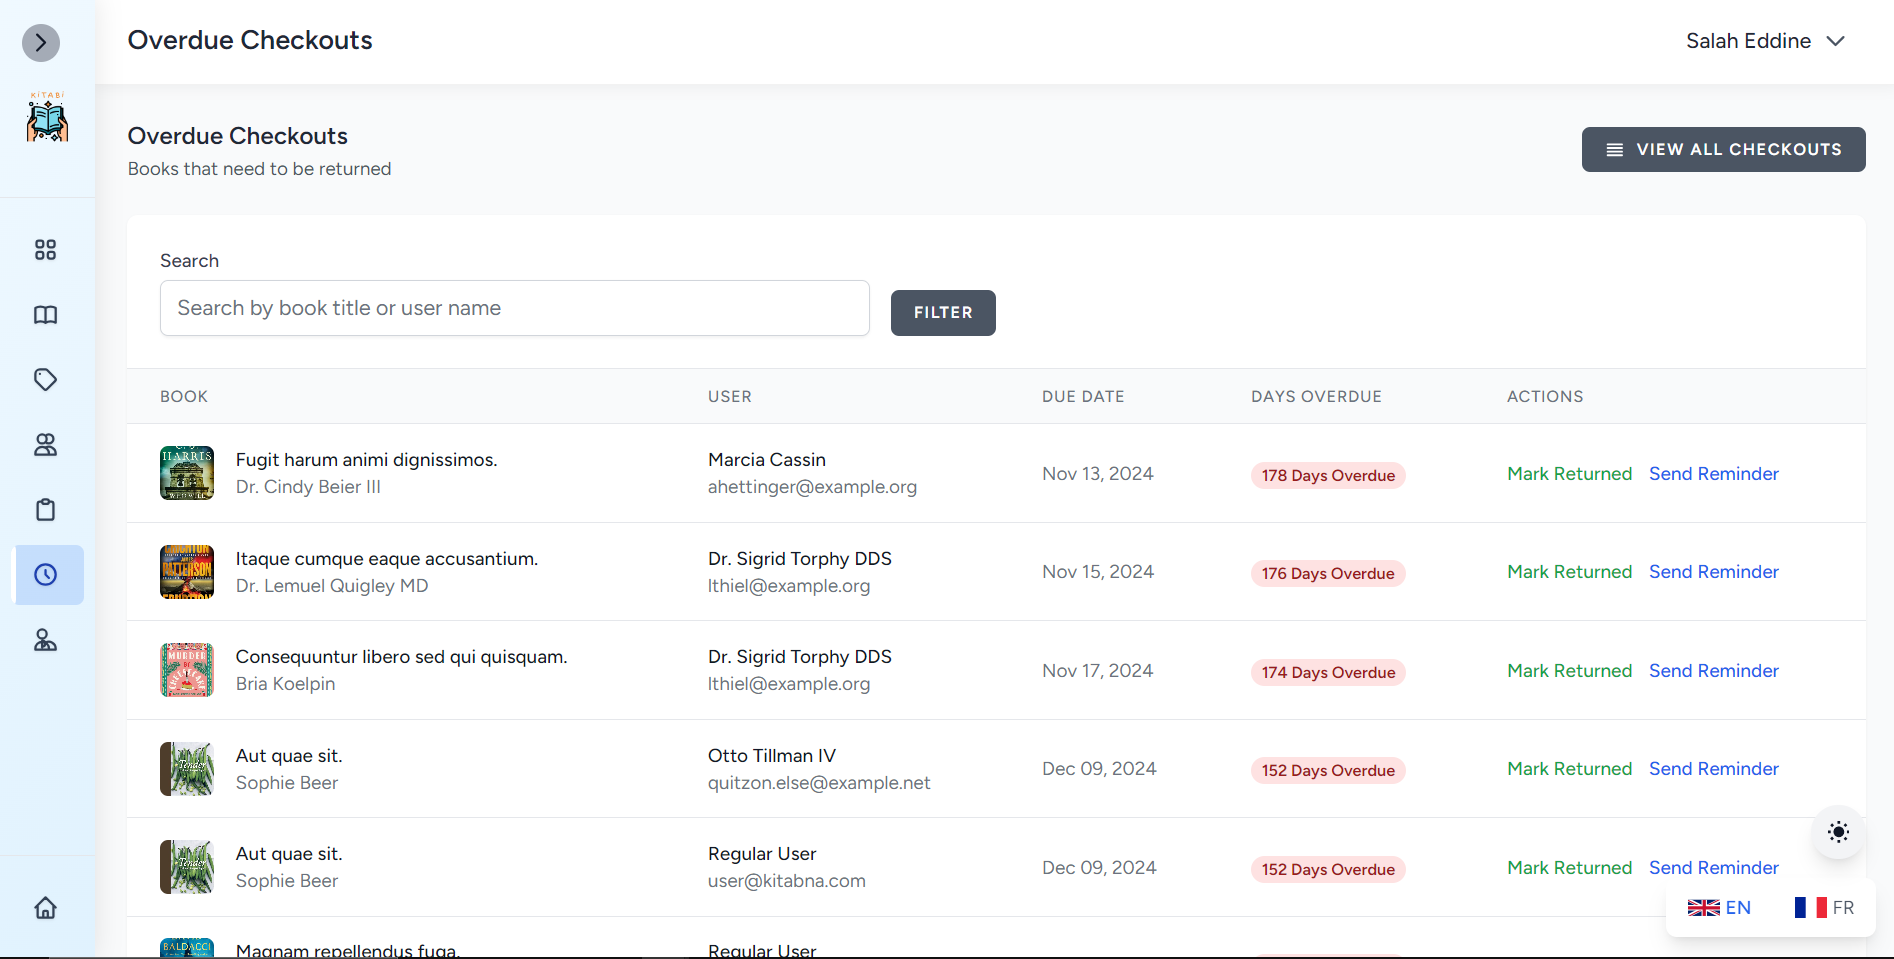 Overdue Checkouts
Salah Eddine
KiTABi
Overdue Checkouts
Books that need to be returned
VIEW ALL CHECKOUTS
Search
Search by book title or user name
FILTER
BOOK USER DUE DATE DAYS OVERDUE ACTIONS
HARRIS
Fugit harum animi dignissimos. Marcia Cassin
Nov 13, 2024 178 Days Overdue Mark Returned Send Reminder
Dr. Cindy Beier III ahettinger@example.org
PATTERSON
Itaque cumque eaque accusantium. Dr. Sigrid Torphy DDS
Nov 15, 2024 176 Days Overdue Mark Returned Send Reminder
Dr. Lemuel Quigley MD lthiel@example.org
MURDER
Consequuntur libero sed qui quisquam. Dr. Sigrid Torphy DDS
Nov 17, 2024 174 Days Overdue Mark Returned Send Reminder
Bria Koelpin lthiel@example.org
Tender
Aut quae sit. Otto Tillman IV
Dec 09, 2024 152 Days Overdue Mark Returned Send Reminder
Sophie Beer quitzon.else@example.net
Tender
Aut quae sit. Regular User
Dec 09, 2024 152 Days Overdue Mark Returned Send Reminder
Sophie Beer user@kitabna.com
EN FR
BALDACCI
Magnam repellendus fuga. Regular User